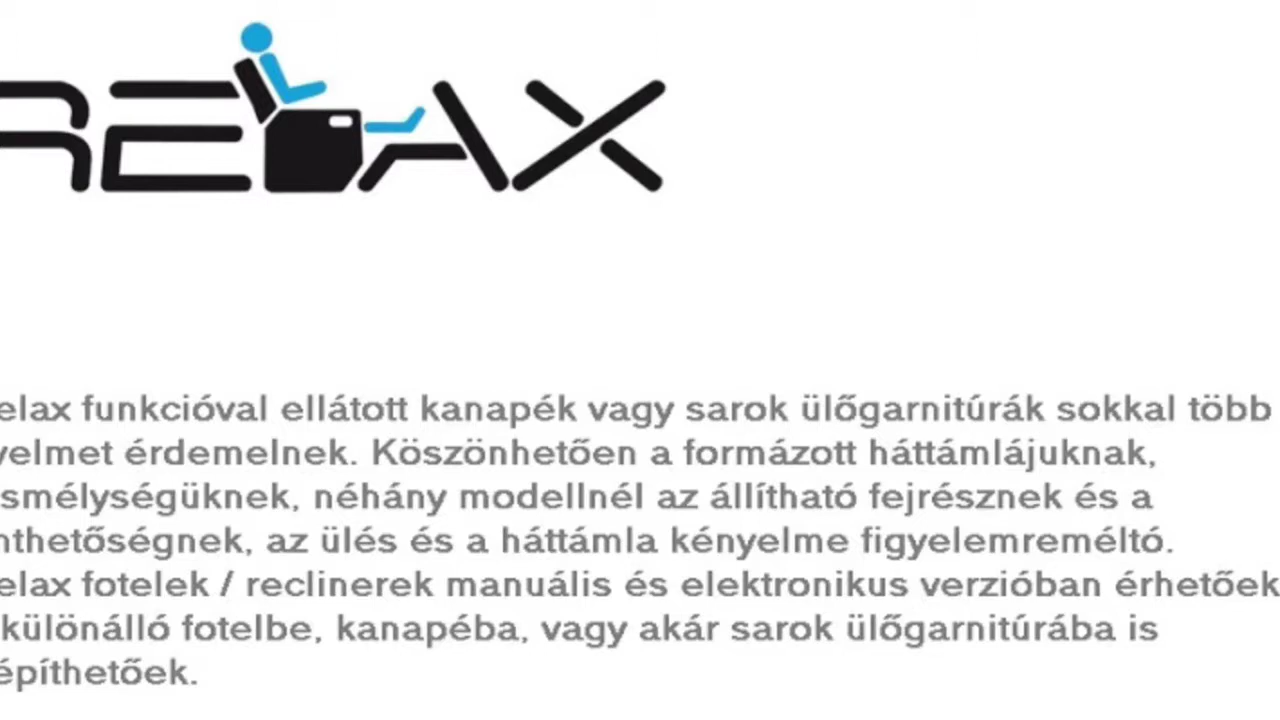 RELAX
elax funkcióval ellátott kanapék vagy sarok ülőgarnitúrák sokkal több
yelmet érdemelnek. Köszönhetően a formázott háttámlájuknak,
smélységüknek, néhány modellnél az állítható fejrésznek és a
nthetőségnek, az ülés és a háttámla kényelme figyelemreméltó.
elax fotelek / reclinerek manuális és elektronikus verzióban érhetőek
különálló fotelbe, kanapéba, vagy akár sarok ülőgarnitúrába is
építhetőek.